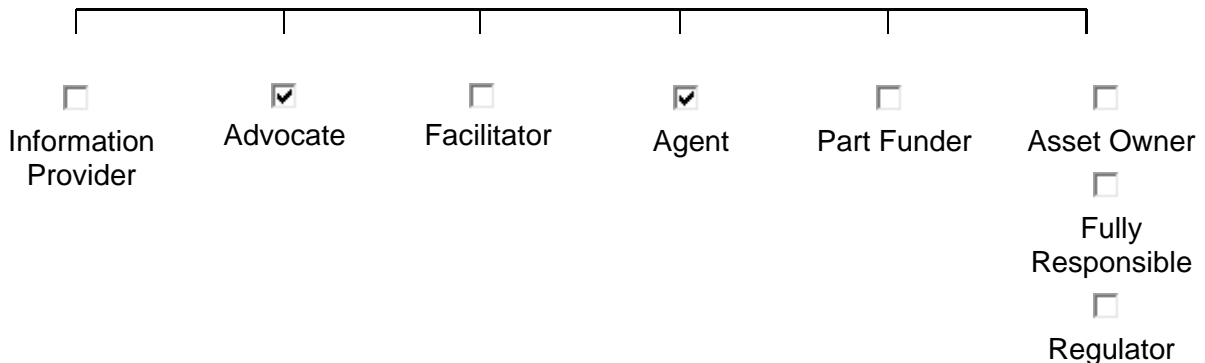 Information
Provider
Advocate
Facilitator
Agent
Part Funder
Asset Owner
Fully
Responsible
Regulator